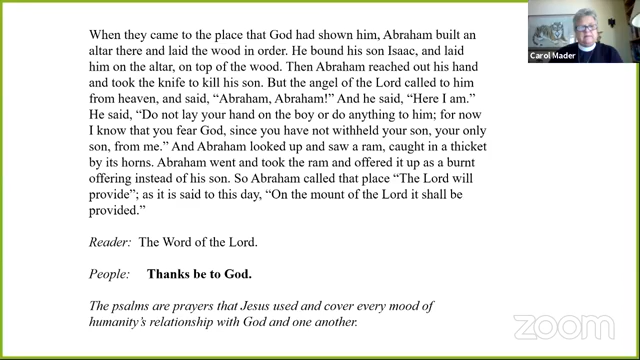 When they came to the place that God had shown him, Abraham built an
altar there and laid the wood in order. He bound his son Isaac, and laid
him on the altar, on top of the wood. Then Abraham reached out his hand
and took the knife to kill his son. But the angel of the Lord called to him
from heaven, and said, “Abraham, Abraham!” And he said, “Here I am.”
He said, “Do not lay your hand on the boy or do anything to him; for now
I know that you fear God, since you have not withheld your son, your only
son, from me.” And Abraham looked up and saw a ram, caught in a thicket
by its horns. Abraham went and took the ram and offered it up as a burnt
offering instead of his son. So Abraham called that place “The Lord will
provide”; as it is said to this day, “On the mount of the Lord it shall be
provided.”
Reader: The Word of the Lord.
People: Thanks be to God.
The psalms are prayers that Jesus used and cover every mood of
humanity’s relationship with God and one another.
Carol Mader
zoom